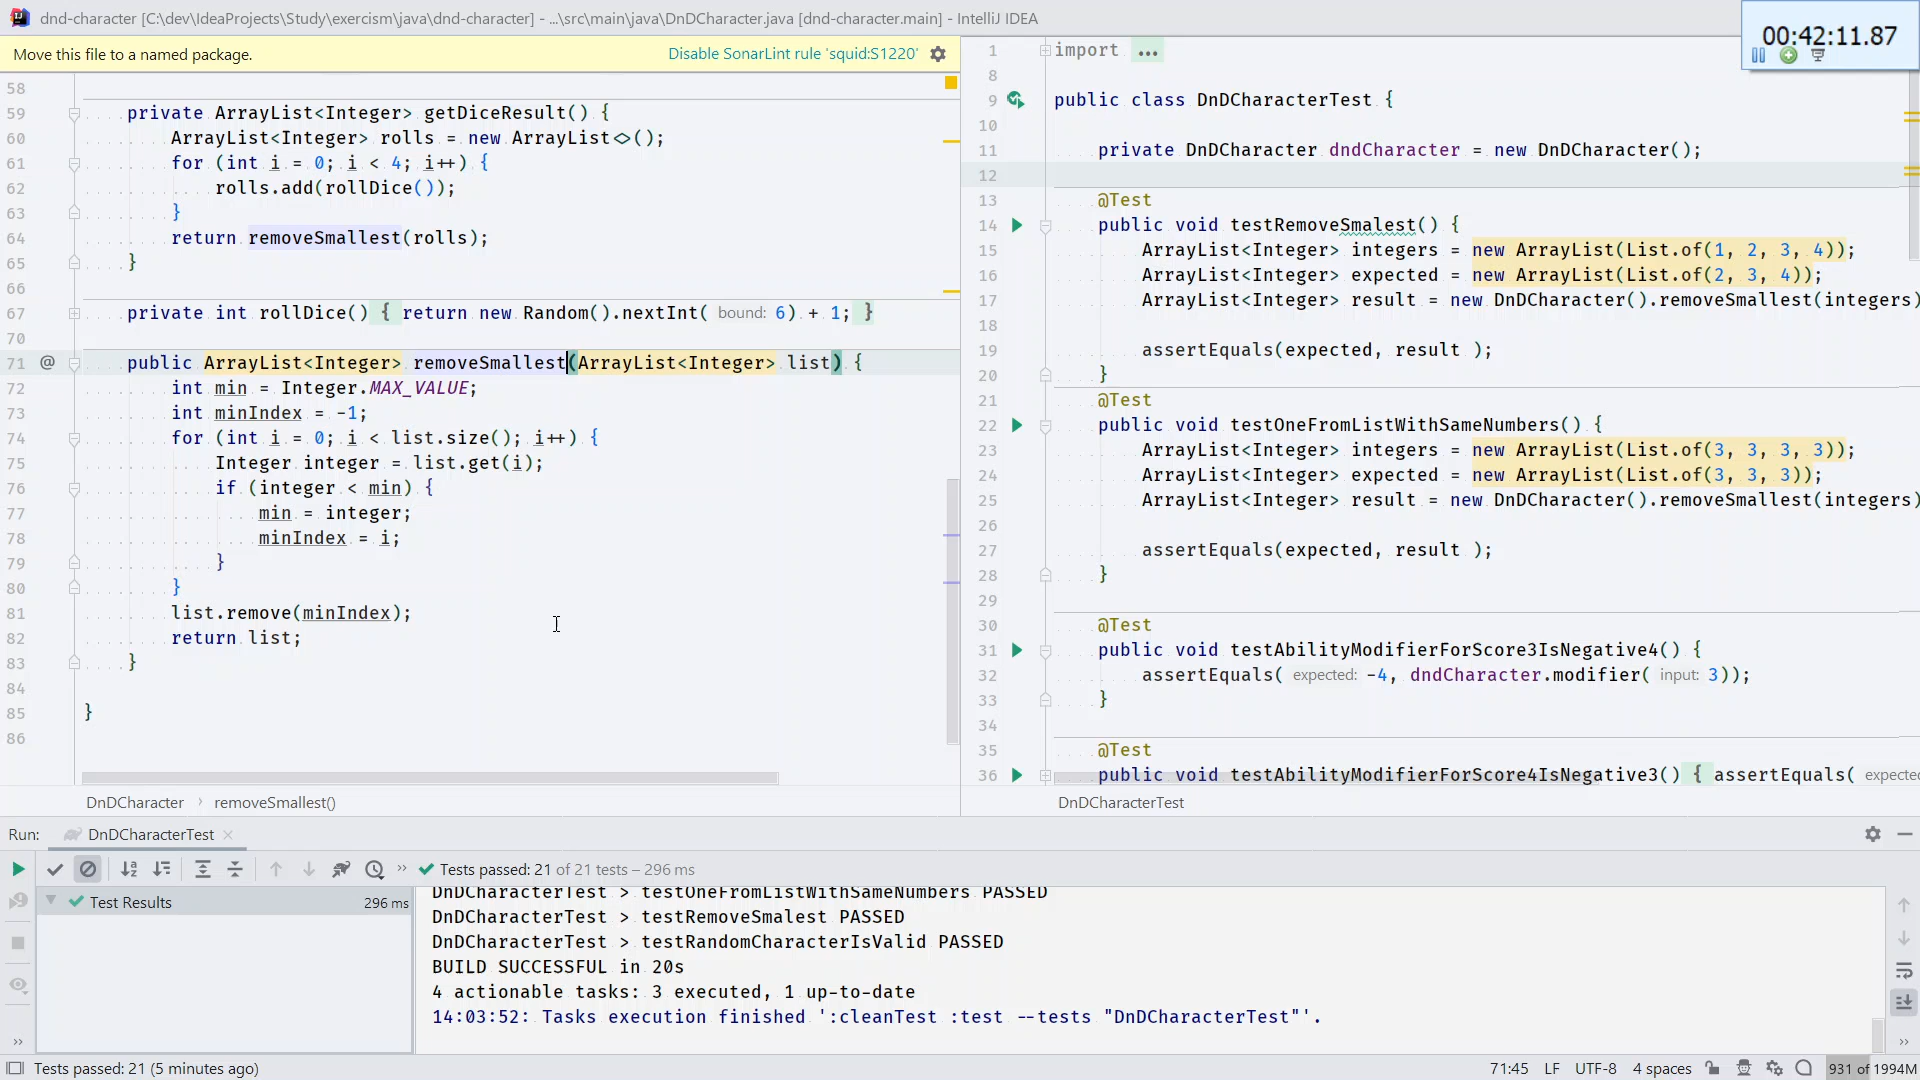 dnd-character [C:\dev\IdeaProjects\Study\exercism\java\dnd-character] - ...\src\main\java\DnDCharacter.java [dnd-character.main] - IntelliJ IDEA
00:42:11.87
Move this file to a named package.
Disable SonarLint rule 'squid:S1220'
58
59 private ArrayList<Integer> getDiceResult() {
60 ArrayList<Integer> rolls = new ArrayList<>();
61 for (int i = 0; i < 4; i++) {
62 rolls.add(rollDice());
63 }
64 return removeSmallest(rolls);
65 }
66
67 private int rollDice() { return new Random().nextInt( bound: 6) + 1; }
70
71 @ public ArrayList<Integer> removeSmallest(ArrayList<Integer> list) {
72 int min = Integer.MAX_VALUE;
73 int minIndex = -1;
74 for (int i = 0; i < list.size(); i++) {
75 Integer integer = list.get(i);
76 if (integer < min) {
77 min = integer;
78 minIndex = i;
79 }
80 }
81 list.remove(minIndex);
82 return list;
83 }
84
85 }
86
DnDCharacter › removeSmallest()
1 import ...
8
9 public class DnDCharacterTest {
10
11 private DnDCharacter dndCharacter = new DnDCharacter();
12
13 @Test
14 public void testRemoveSmalest() {
15 ArrayList<Integer> integers = new ArrayList(List.of(1, 2, 3, 4));
16 ArrayList<Integer> expected = new ArrayList(List.of(2, 3, 4));
17 ArrayList<Integer> result = new DnDCharacter().removeSmallest(integers)
18
19 assertEquals(expected, result );
20 }
21 @Test
22 public void testOneFromListWithSameNumbers() {
23 ArrayList<Integer> integers = new ArrayList(List.of(3, 3, 3, 3));
24 ArrayList<Integer> expected = new ArrayList(List.of(3, 3, 3));
25 ArrayList<Integer> result = new DnDCharacter().removeSmallest(integers)
26
27 assertEquals(expected, result );
28 }
29
30 @Test
31 public void testAbilityModifierForScore3IsNegative4() {
32 assertEquals( expected: -4, dndCharacter.modifier( input: 3));
33 }
34
35 @Test
36 public void testAbilityModifierForScore4IsNegative3() { assertEquals( expected
DnDCharacterTest
Run: DnDCharacterTest
Tests passed: 21 of 21 tests – 296 ms
Test Results 296 ms
DnDCharacterTest > testOneFromListWithSameNumbers PASSED
DnDCharacterTest > testRemoveSmalest PASSED
DnDCharacterTest > testRandomCharacterIsValid PASSED
BUILD SUCCESSFUL in 20s
4 actionable tasks: 3 executed, 1 up-to-date
14:03:52: Tasks execution finished ':cleanTest :test --tests "DnDCharacterTest"'.
Tests passed: 21 (5 minutes ago)
71:45 LF UTF-8 4 spaces 931 of 1994M